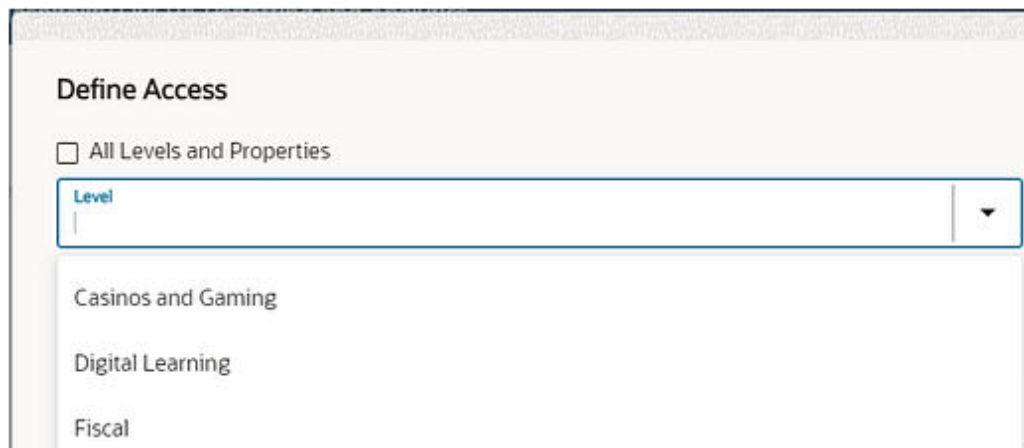 Define Access
All Levels and Properties
Level
Casinos and Gaming
Digital Learning
Fiscal